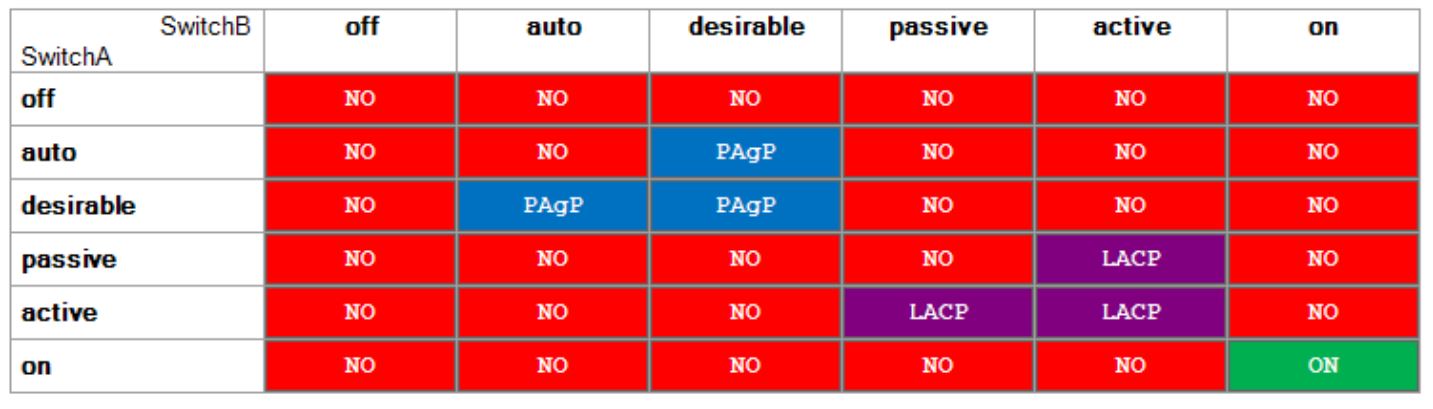 SwitchB off auto desirable passive active on
SwitchA
off NO NO NO NO NO NO
auto NO NO PAgP NO NO NO
desirable NO PAgP PAgP NO NO NO
passive NO NO NO NO LACP NO
active NO NO NO LACP LACP NO
on NO NO NO NO NO ON